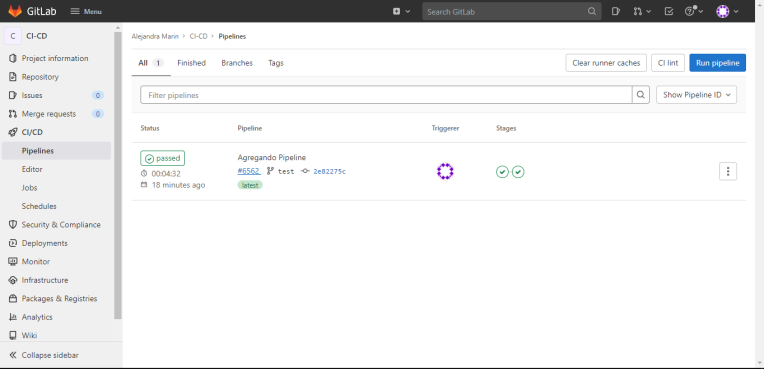 GitLab Menu Search GitLab
C CI-CD
Project information
Repository
Issues 0
Merge requests 0
CI/CD
Pipelines
Editor
Jobs
Schedules
Security & Compliance
Deployments
Monitor
Infrastructure
Packages & Registries
Analytics
Wiki
Collapse sidebar
Alejandra Marin > CI-CD > Pipelines
All 1 Finished Branches Tags
Clear runner caches CI lint Run pipeline
Filter pipelines Show Pipeline ID
Status Pipeline Triggerer Stages
passed
00:04:32
18 minutes ago
Agregando Pipeline
#6562 test 2e82275c
latest